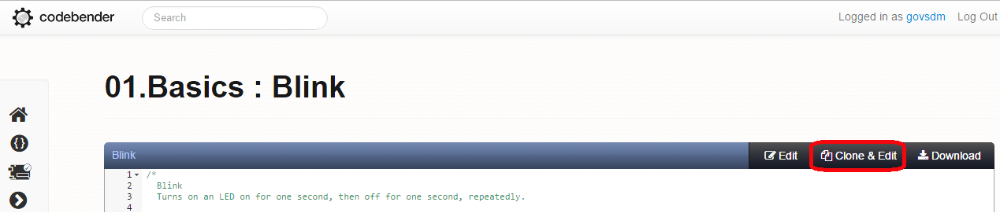 codebender Search Logged in as govsdm Log Out
01.Basics : Blink
Blink Edit Clone & Edit Download
1 /*
2 Blink
3 Turns on an LED on for one second, then off for one second, repeatedly.
4